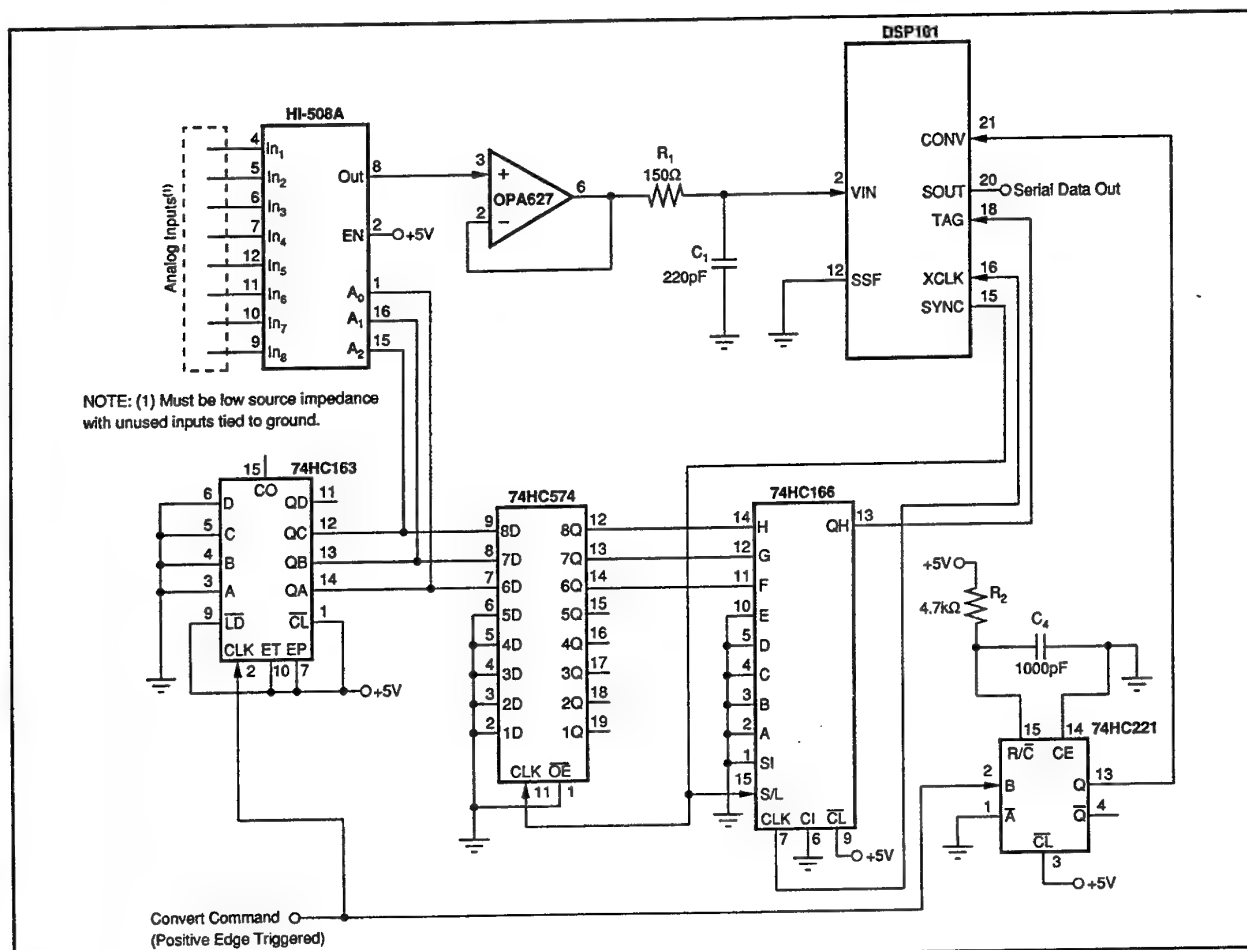 DSP101
HI-508A
Analog Inputs(1)
4 In1
5 In2
6 In3
7 In4
12 In5
11 In6
10 In7
9 In8
Out 8
EN 2 +5V
A0 1
A1 16
A2 15
3 +
2 −
OPA627
6
R1
150Ω
C1
220pF
2 VIN
12 SSF
CONV 21
SOUT 20 Serial Data Out
TAG 18
XCLK 16
SYNC 15
NOTE: (1) Must be low source impedance
with unused inputs tied to ground.
74HC163
15
CO
6 D
5 C
4 B
3 A
9 L̅D̅
QD 11
QC 12
QB 13
QA 14
C̅L̅ 1
CLK ET EP
2 10 7
+5V
74HC574
9 8D
8 7D
7 6D
6 5D
5 4D
4 3D
3 2D
2 1D
8Q 12
7Q 13
6Q 14
5Q 15
4Q 16
3Q 17
2Q 18
1Q 19
CLK O̅E̅
11 1
74HC166
14 H
12 G
11 F
10 E
5 D
4 C
3 B
2 A
1 SI
15 S/L
QH 13
CLK CI C̅L̅
7 6 9
+5V
+5V
R2
4.7kΩ
C4
1000pF
15 14 74HC221
R/C̅ CE
2 B
1 A̅
Q 13
Q̅ 4
C̅L̅
3
+5V
Convert Command
(Positive Edge Triggered)